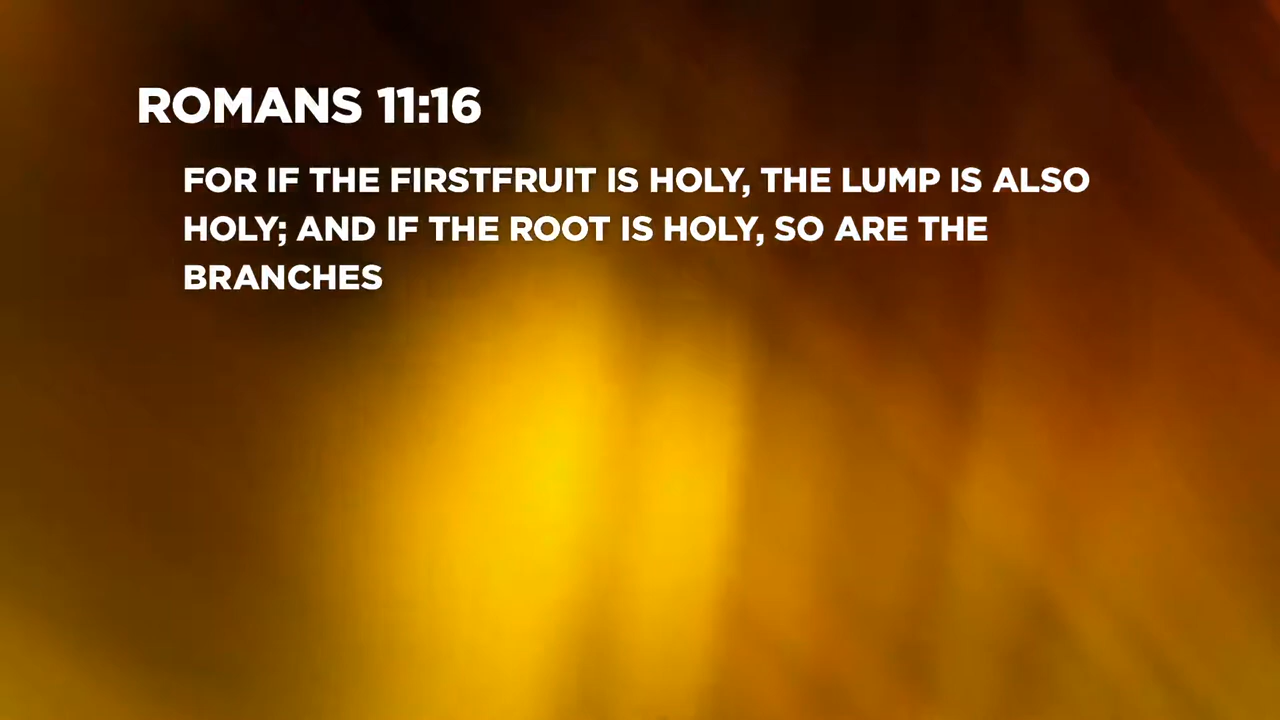 ROMANS 11:16
FOR IF THE FIRSTFRUIT IS HOLY, THE LUMP IS ALSO
HOLY; AND IF THE ROOT IS HOLY, SO ARE THE
BRANCHES